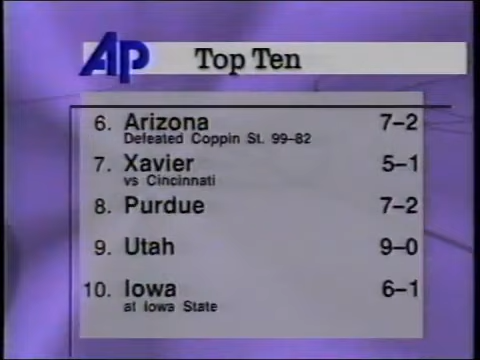 AP Top Ten
6. Arizona 7–2
Defeated Coppin St. 99–82
7. Xavier 5–1
vs Cincinnati
8. Purdue 7–2
9. Utah 9–0
10. Iowa 6–1
at Iowa State